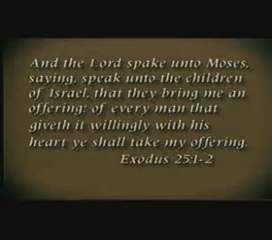 And the Lord spake unto Moses,
saying, speak unto the children
of Israel, that they bring me an
offering; of every man that
giveth it willingly with his
heart ye shall take my offering.
Exodus 25:1-2